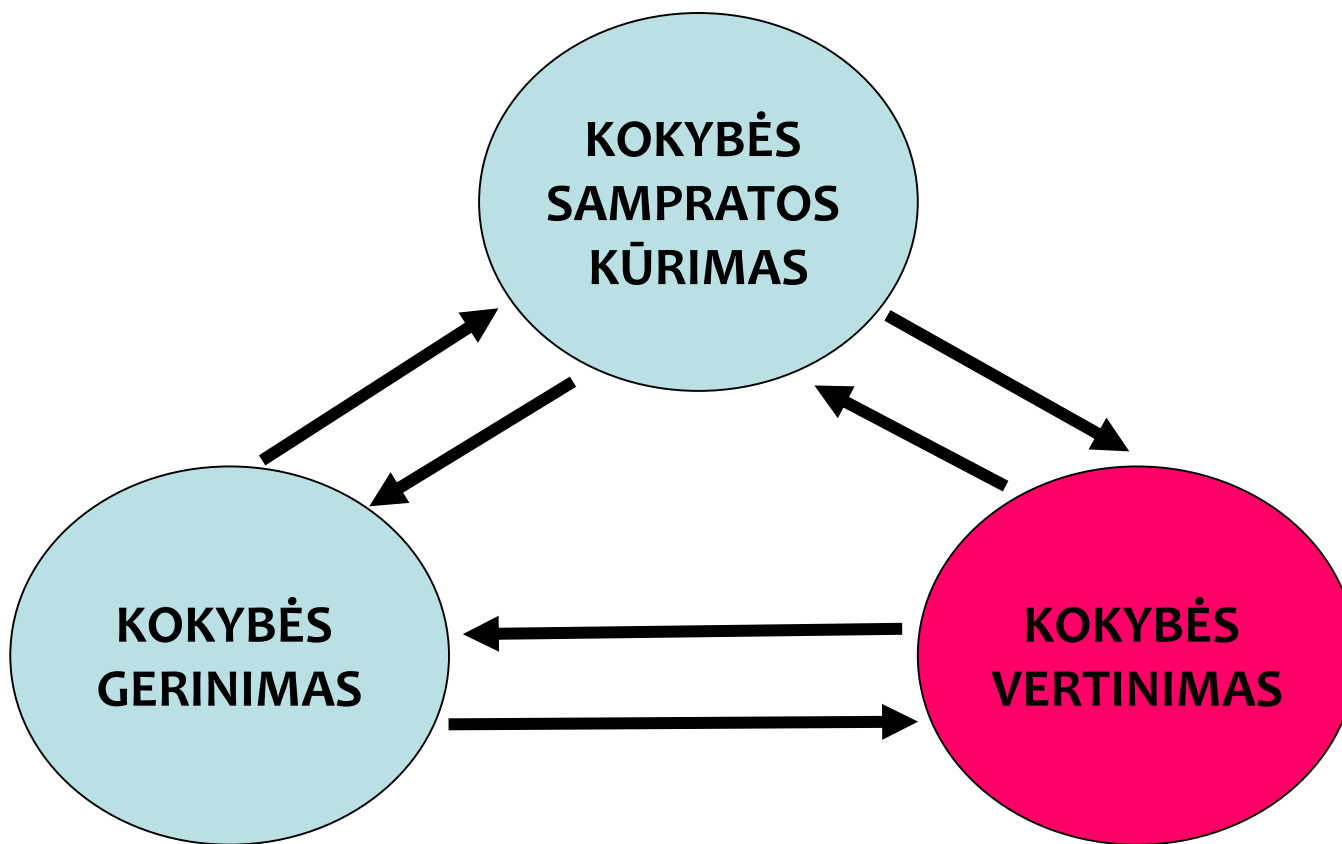 KOKYBĖS
SAMPRATOS
KŪRIMAS
KOKYBĖS
GERINIMAS
KOKYBĖS
VERTINIMAS